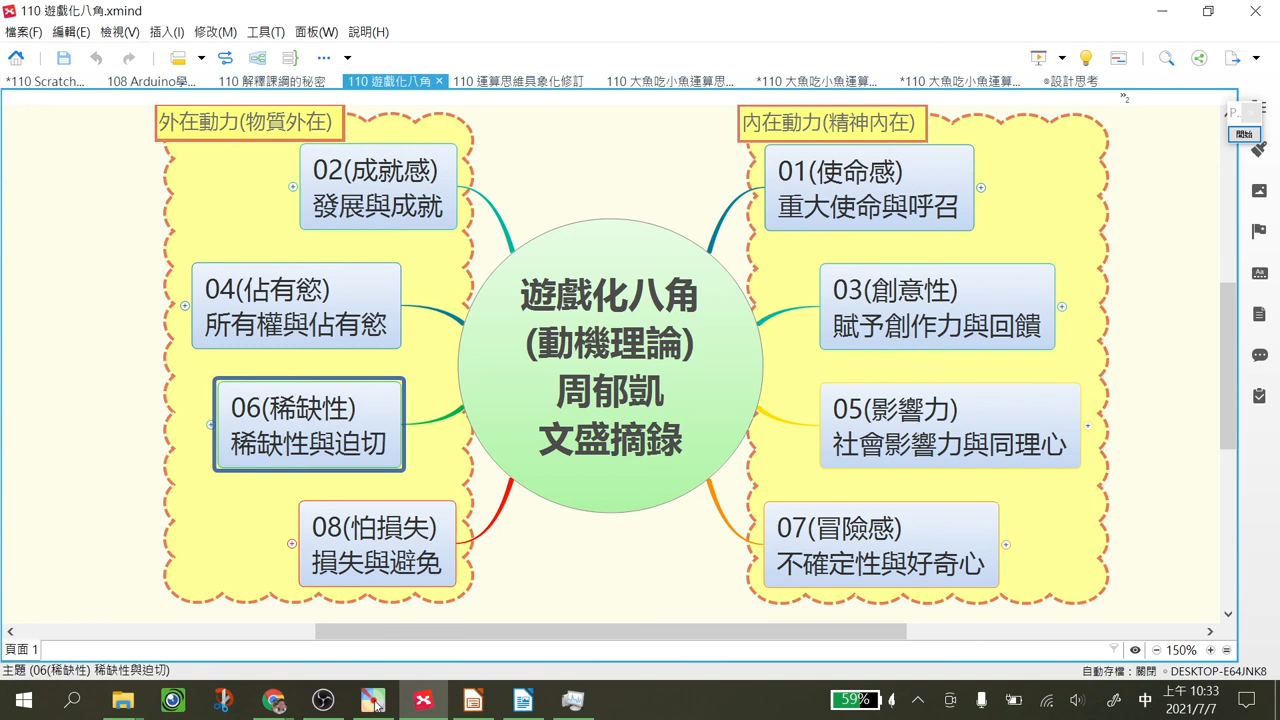 110 遊戲化八角.xmind
檔案(F) 編輯(E) 檢視(V) 插入(I) 修改(M) 工具(T) 面板(W) 說明(H)
*110 Scratch... 108 Arduino學... 110 解釋課綱的秘密 110 遊戲化八角 110 運算思維具象化修訂 110 大魚吃小魚運算思... *110 大魚吃小魚運算... *110 大魚吃小魚運算... *設計思考
»2
P..
開始
外在動力(物質外在)
02(成就感)
發展與成就
04(佔有慾)
所有權與佔有慾
06(稀缺性)
稀缺性與迫切
08(怕損失)
損失與避免
遊戲化八角
(動機理論)
周郁凱
文盛摘錄
內在動力(精神內在)
01(使命感)
重大使命與呼召
03(創意性)
賦予創作力與回饋
05(影響力)
社會影響力與同理心
07(冒險感)
不確定性與好奇心
頁面 1
150%
主題 (06(稀缺性) 稀缺性與迫切)
自動存檔：關閉 。DESKTOP-E64JNK8
59%
中
上午 10:33
2021/7/7